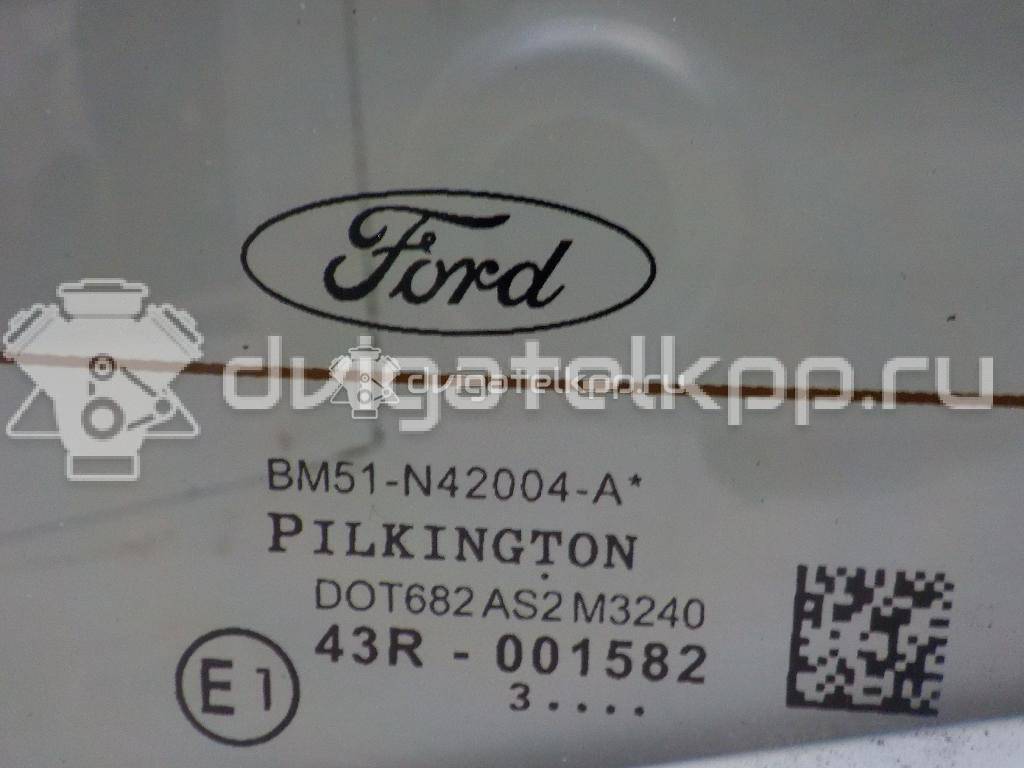 Ford
dvigatelkpp.ru
dvigatelkpp.ru
BM51-N42004-A*
PILKINGTON
DOT682 AS2 M3240
43R - 001582
E1
3....